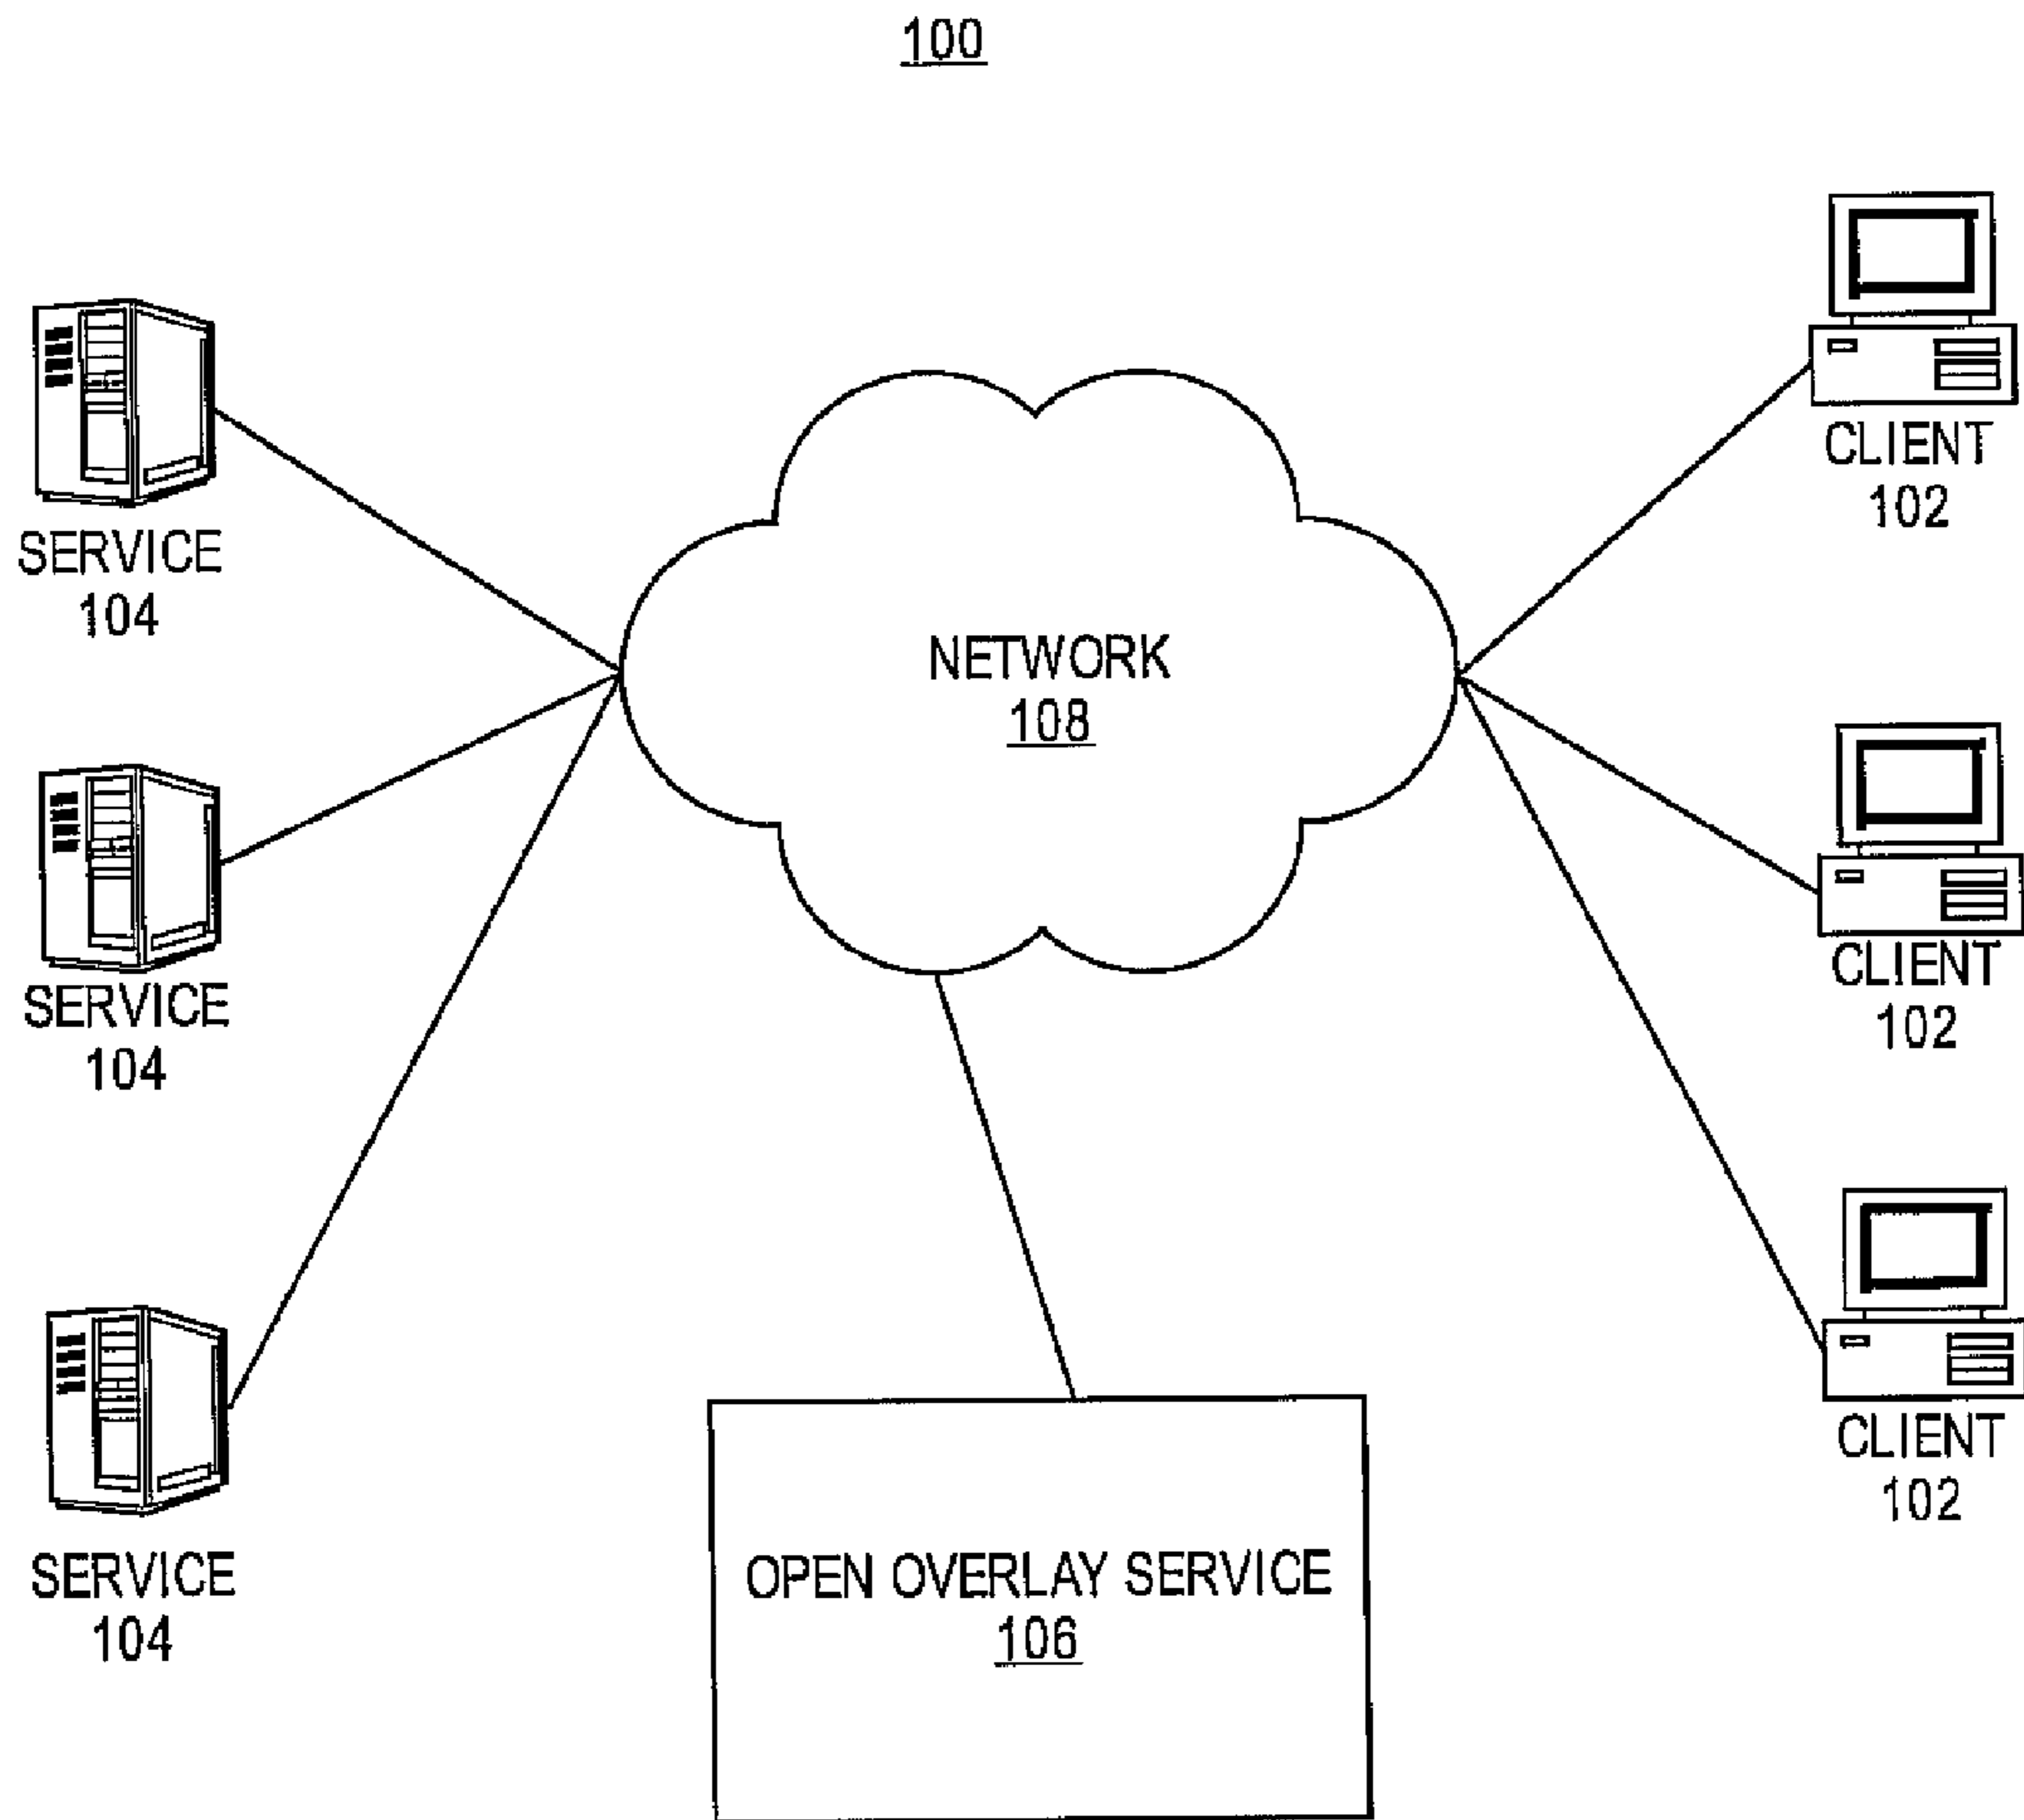 100
SERVICE
104
SERVICE
104
SERVICE
104
NETWORK
108
OPEN OVERLAY SERVICE
106
CLIENT
102
CLIENT
102
CLIENT
102